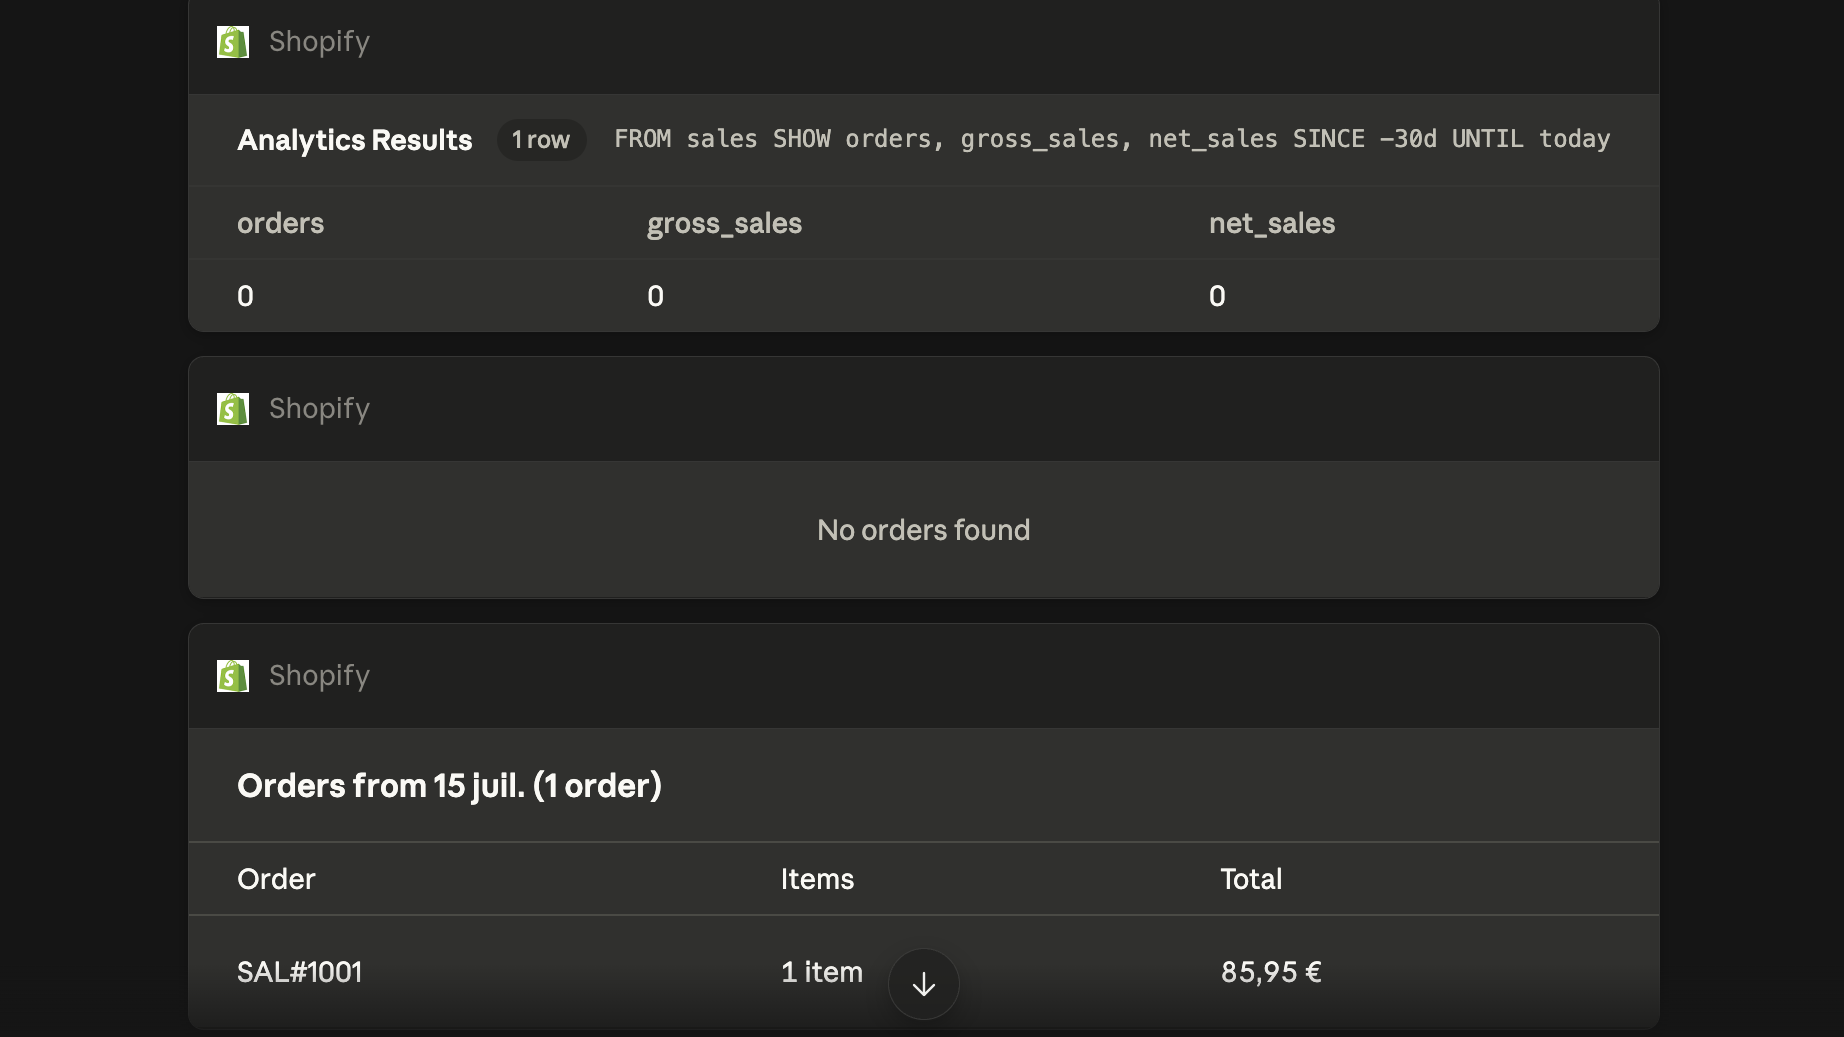 Shopify
Analytics Results 1 row FROM sales SHOW orders, gross_sales, net_sales SINCE -30d UNTIL today
orders gross_sales net_sales
0 0 0
Shopify
No orders found
Shopify
Orders from 15 juil. (1 order)
Order Items Total
SAL#1001 1 item 85,95 €